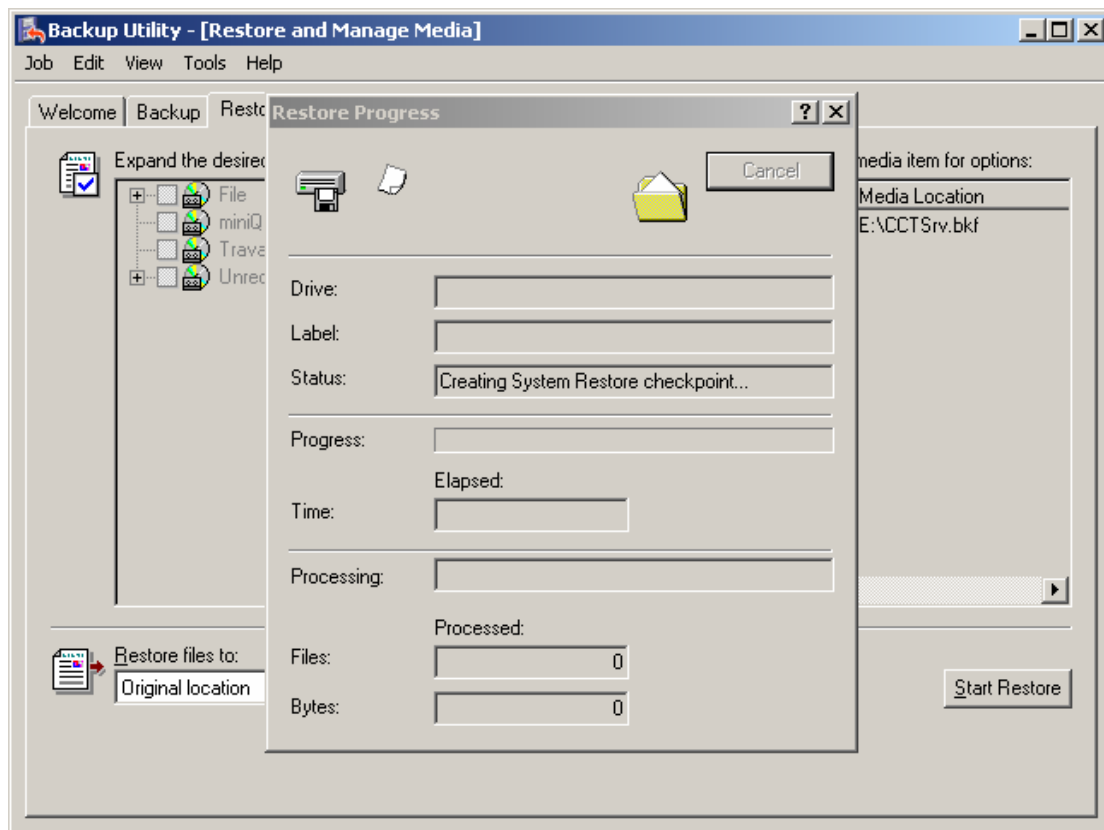 Backup Utility - [Restore and Manage Media]
Job Edit View Tools Help
Welcome Backup
Restore Progress
Expand the desired
media item for options:
Cancel
File
miniQ
Media Location
E:\CCTSrv.bkf
Drive:
Label:
Status: Creating System Restore checkpoint...
Progress:
Elapsed:
Time:
Processing:
Processed:
Files: 0
Bytes: 0
Restore files to:
Original location
Start Restore